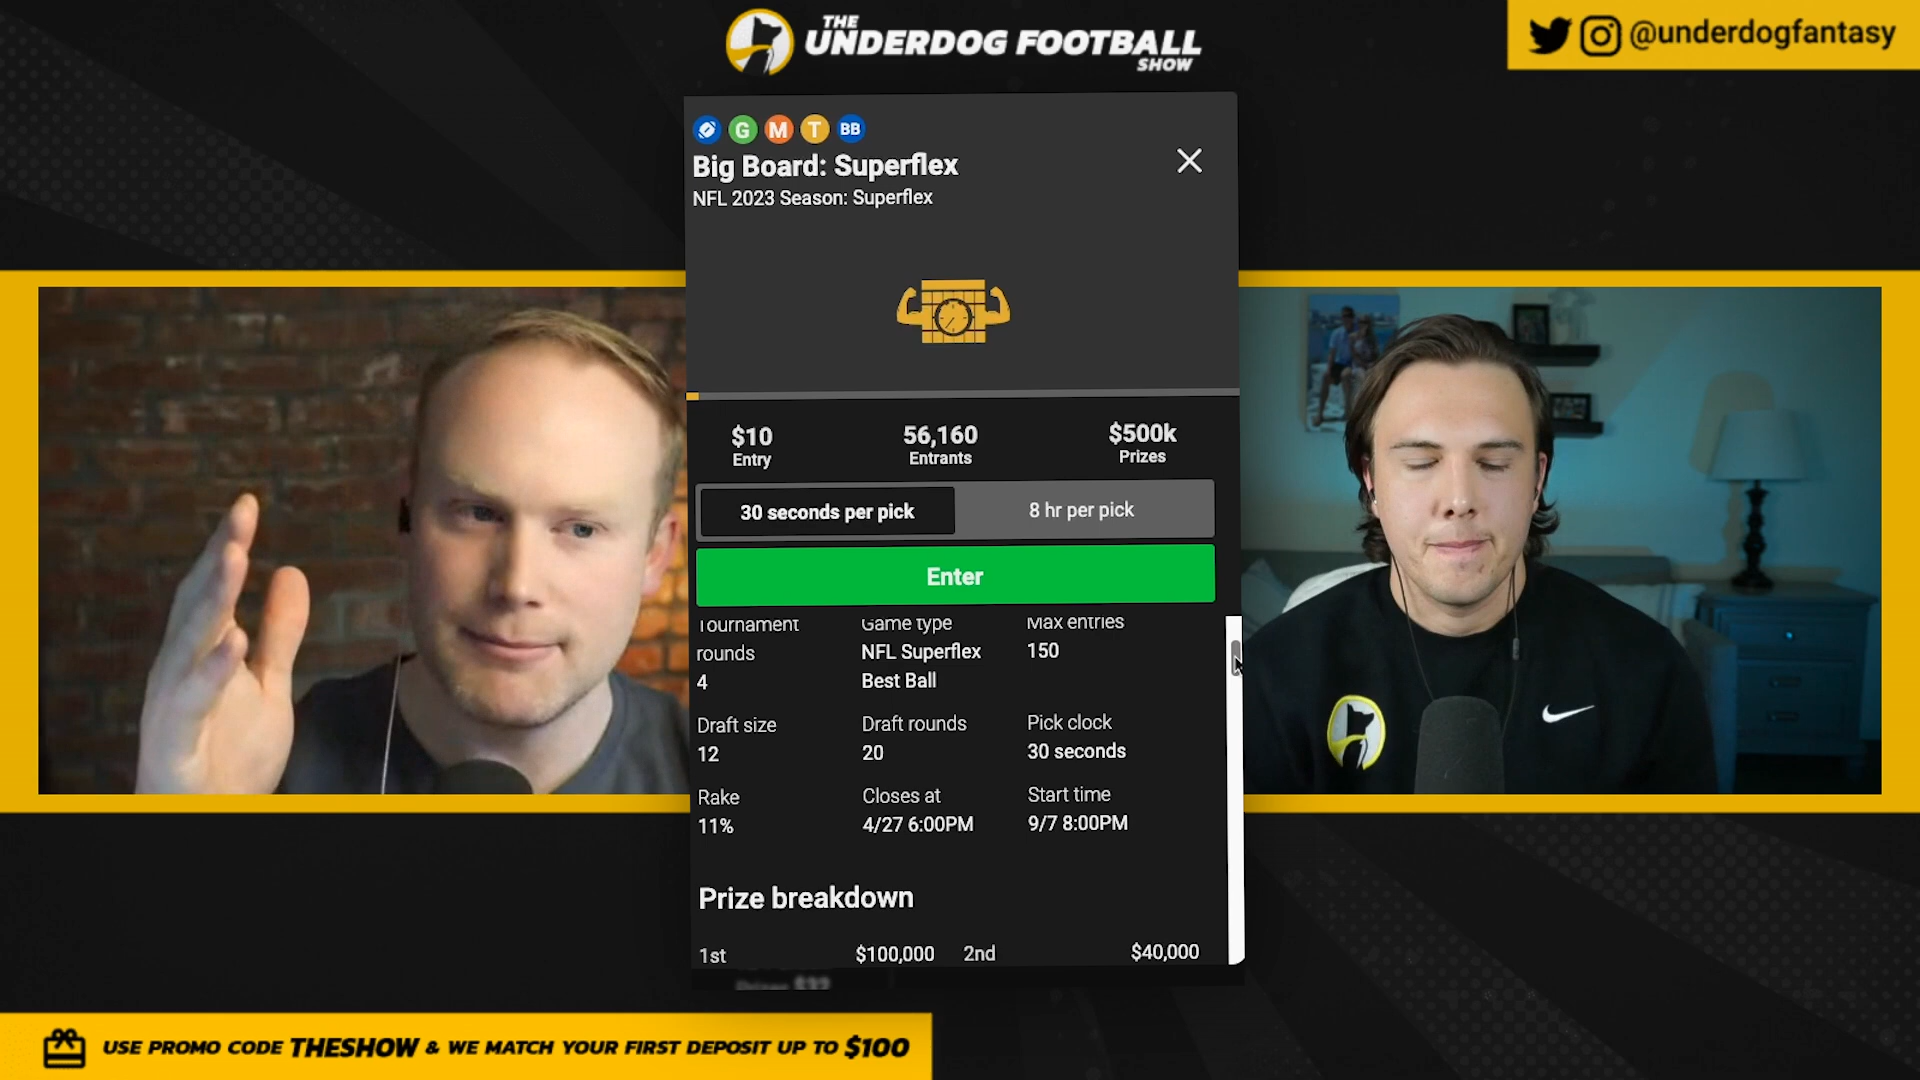 THE
UNDERDOG FOOTBALL
SHOW
@underdogfantasy
G M T BB
Big Board: Superflex
NFL 2023 Season: Superflex
$10 56,160 $500k
Entry Entrants Prizes
30 seconds per pick 8 hr per pick
Enter
Tournament Game type Max entries
rounds NFL Superflex 150
4 Best Ball
Draft size Draft rounds Pick clock
12 20 30 seconds
Rake Closes at Start time
11% 4/27 6:00PM 9/7 8:00PM
Prize breakdown
1st $100,000 2nd $40,000
USE PROMO CODE THESHOW & WE MATCH YOUR FIRST DEPOSIT UP TO $100